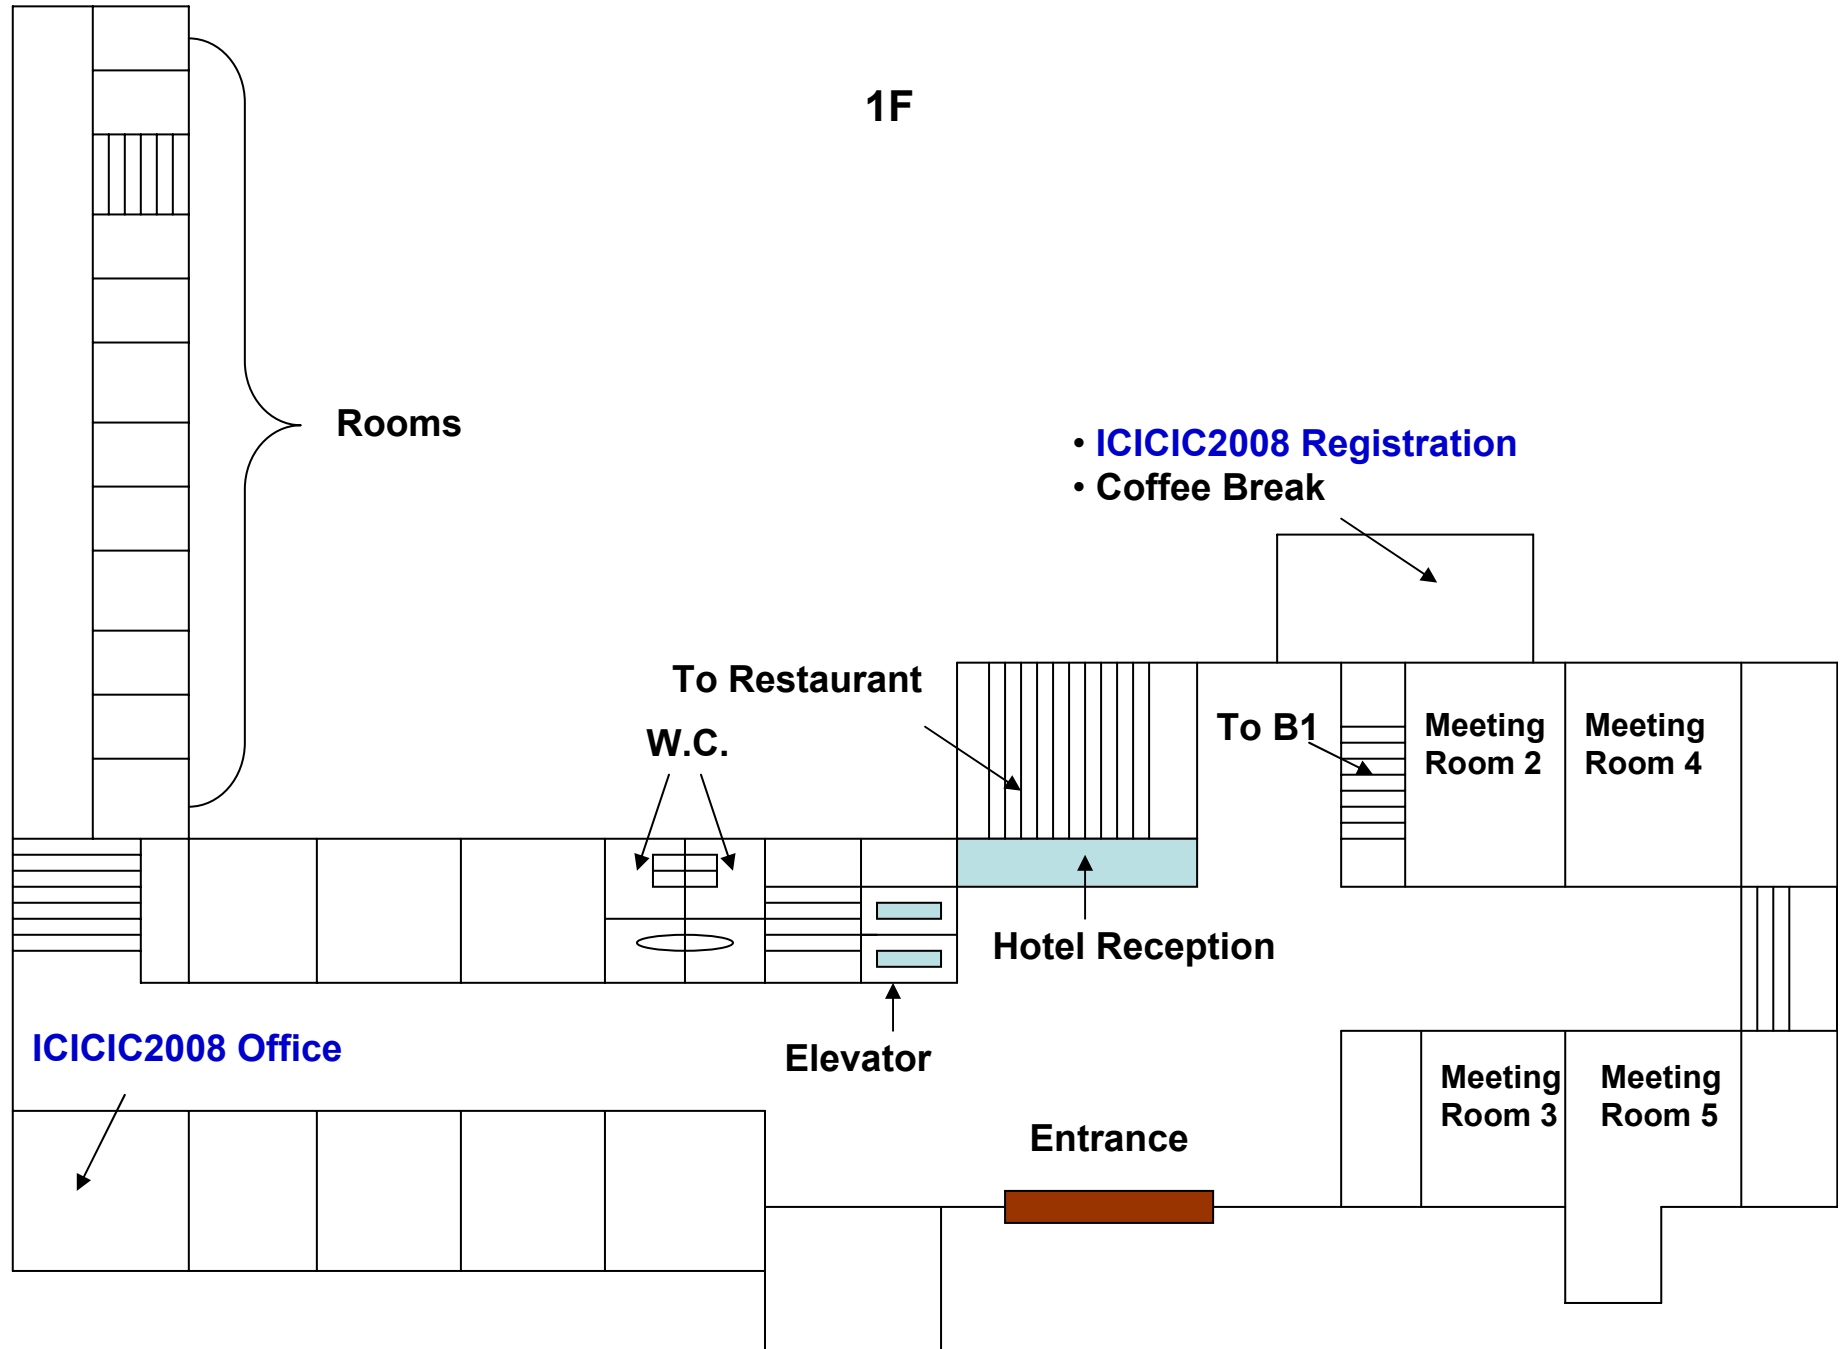 1F
Rooms
• ICICIC2008 Registration
• Coffee Break
To Restaurant
W.C.
To B1
Meeting
Room 2
Meeting
Room 4
Hotel Reception
ICICIC2008 Office
Elevator
Meeting
Room 3
Meeting
Room 5
Entrance